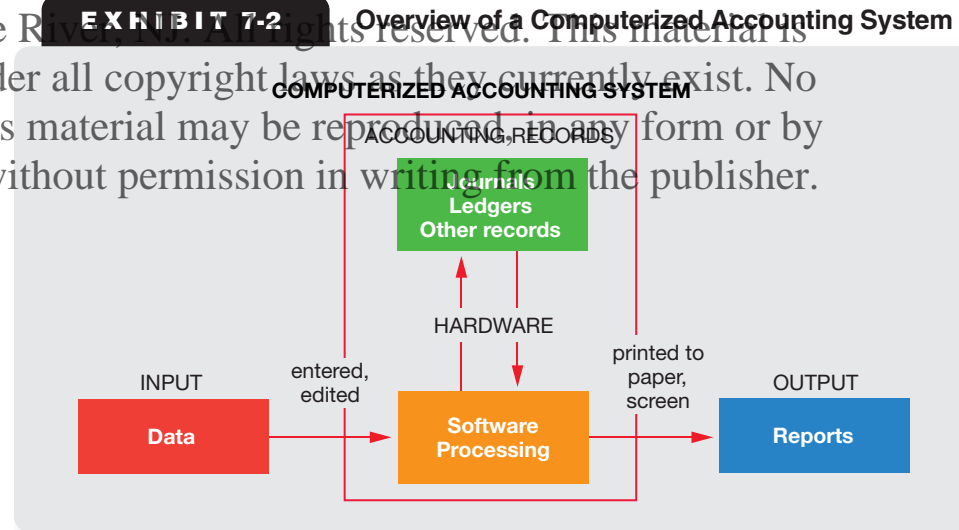 EXHIBIT 7-2 Overview of a Computerized Accounting System
e River, NJ. All rights reserved. This material is
der all copyright laws as they currently exist. No
s material may be reproduced, in any form or by
without permission in writing from the publisher.
COMPUTERIZED ACCOUNTING SYSTEM
ACCOUNTING RECORDS
Journals
Ledgers
Other records
HARDWARE
INPUT
Data
entered,
edited
Software
Processing
printed to
paper,
screen
OUTPUT
Reports